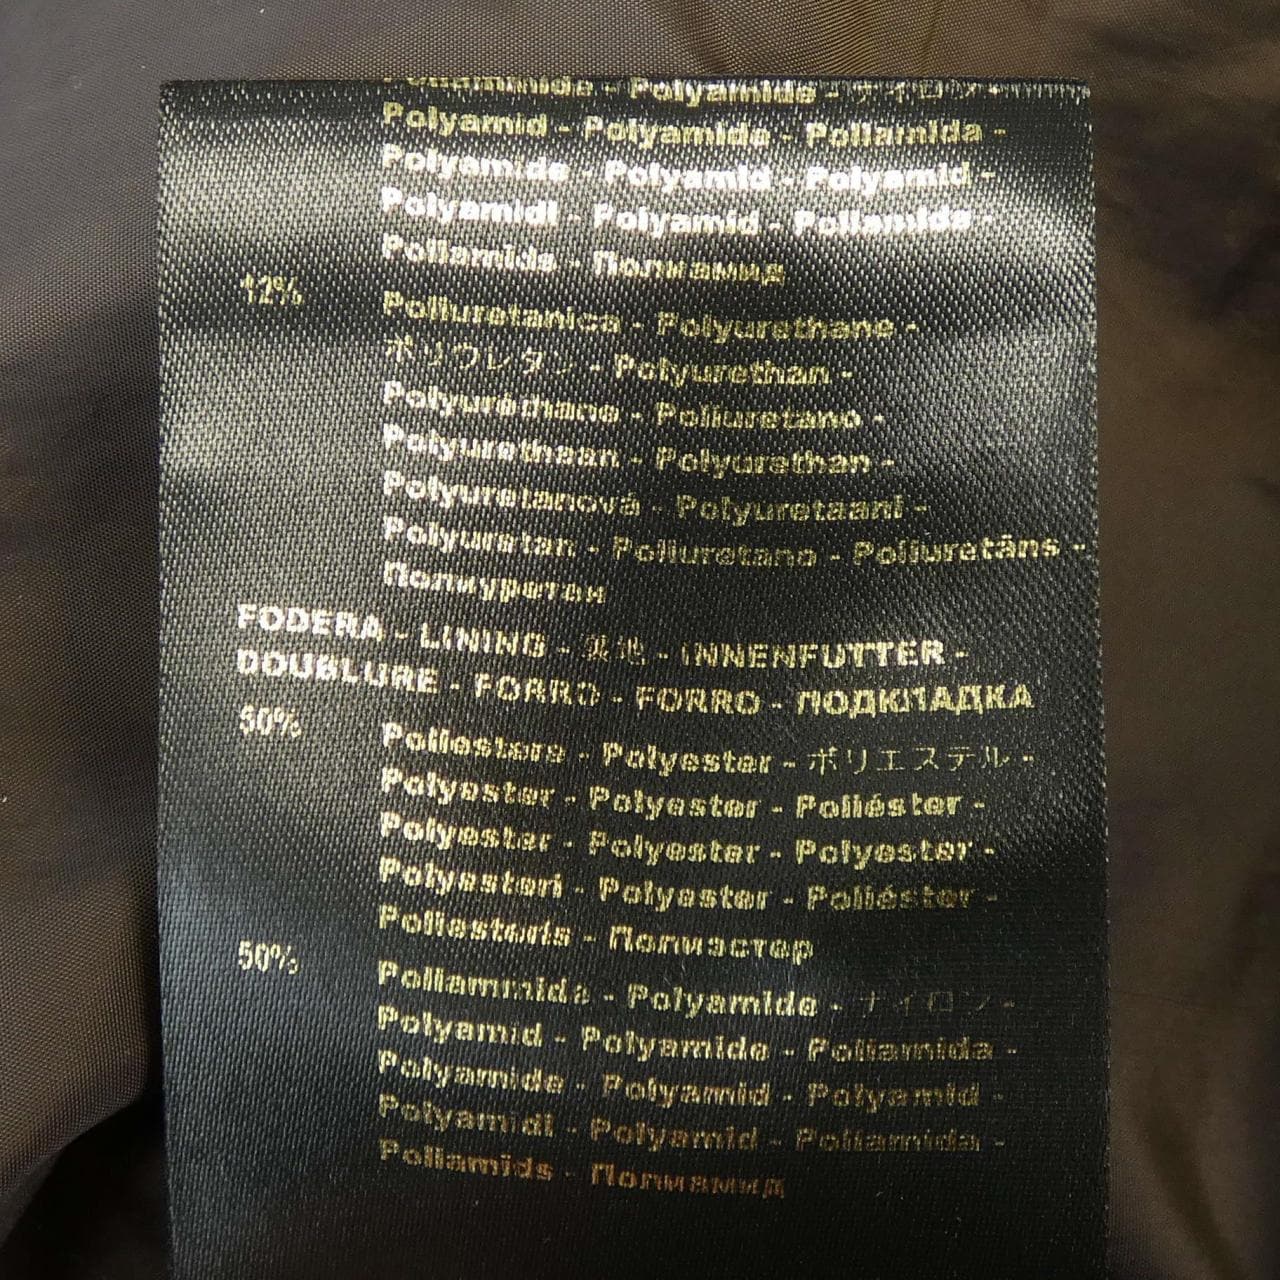 Poliammide - Polyamide - ナイロン -
Polyamid - Polyamide - Poliamida -
Polyamide - Polyamid - Polyamid -
Polyamidi - Polyamid - Poliamida -
Poliamids - Полиамид
12% Poliuretanica - Polyurethane -
ポリウレタン - Polyurethan -
Polyuréthane - Poliuretano -
Polyurethaan - Polyurethan -
Polyuretanová - Polyuretaani -
Polyuretan - Poliuretano - Poliuretāns -
Полиуретан
FODERA - LINING - 裏地 - INNENFUTTER -
DOUBLURE - FORRO - FORRO - ПОДКЛАДКА
50% Poliestere - Polyester - ポリエステル -
Polyester - Polyester - Poliéster -
Polyester - Polyester - Polyester -
Polyesteri - Polyester - Poliéster -
Poliesteris - Полиэстер
50% Poliammide - Polyamide - ナイロン -
Polyamid - Polyamide - Poliamida -
Polyamide - Polyamid - Polyamid -
Polyamidi - Polyamid - Poliamida -
Poliamids - Полиамид